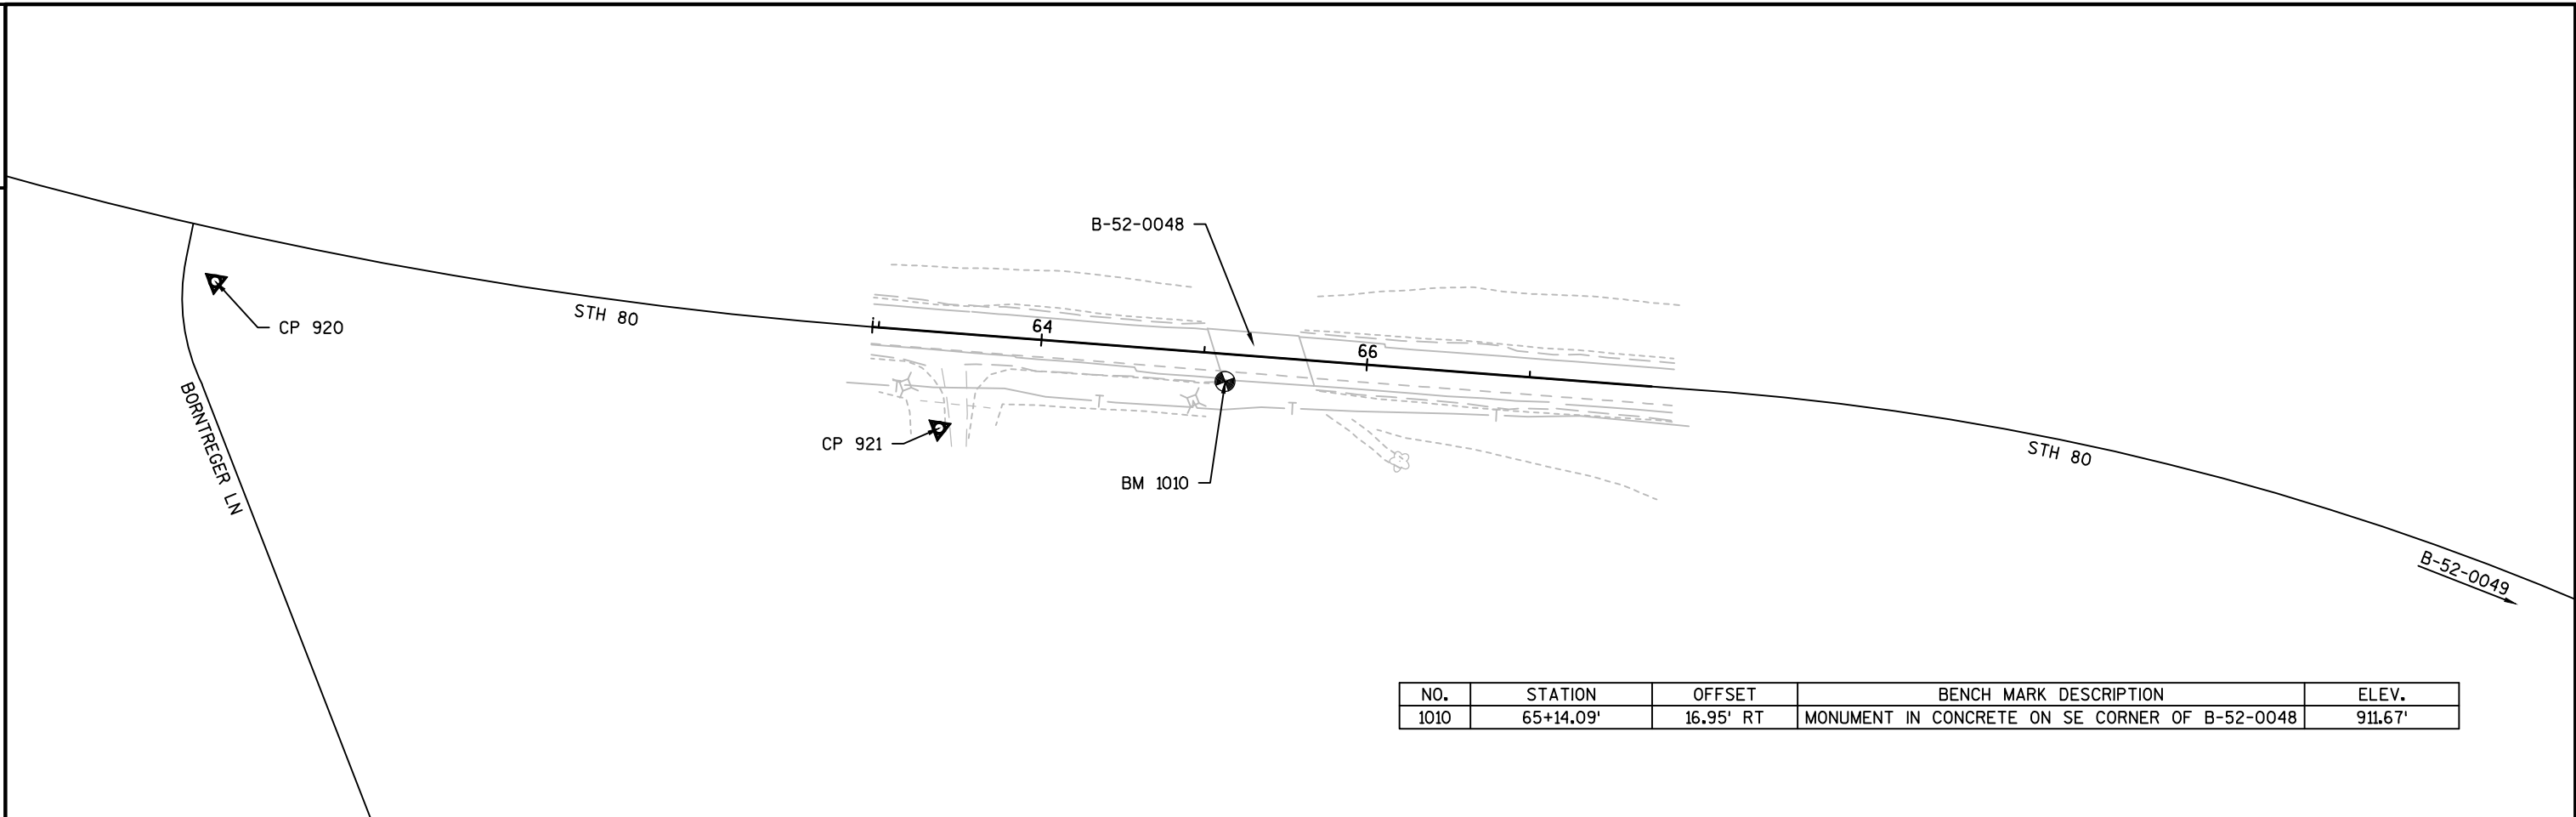 B-52-0048
CP 920
STH 80
64
66
CP 921
BM 1010
BORNTREGER LN
STH 80
B-52-0049
NO. STATION OFFSET BENCH MARK DESCRIPTION ELEV.
1010 65+14.09' 16.95' RT MONUMENT IN CONCRETE ON SE CORNER OF B-52-0048 911.67'
T
T
T